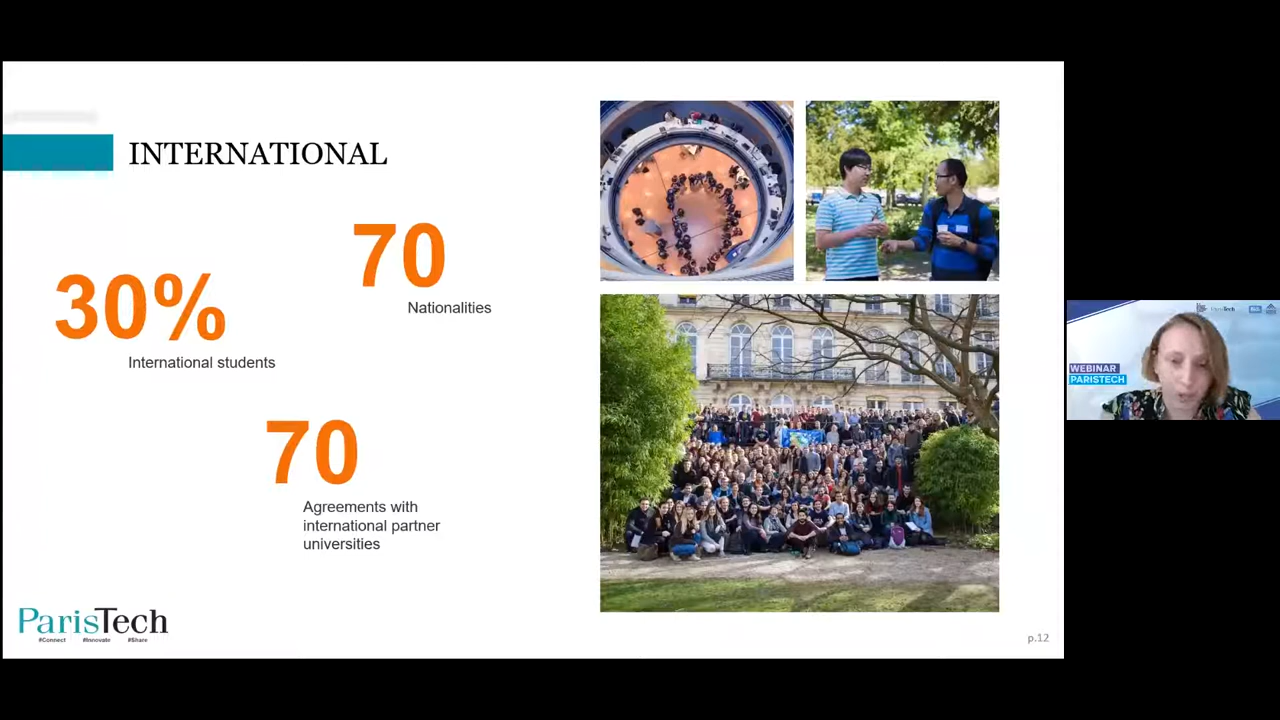 INTERNATIONAL
70
Nationalities
30%
International students
70
Agreements with
international partner
universities
ParisTech
#Connect #Innovate #Share
p.12
ParisTech
WEBINAR
PARISTECH